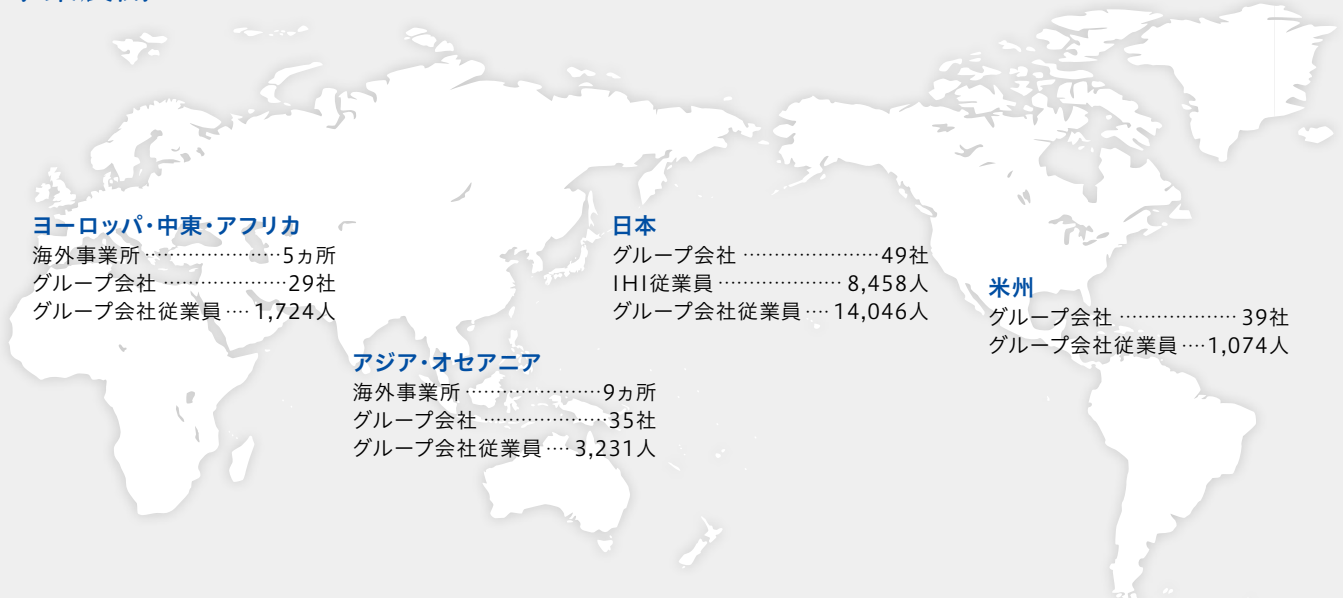 ヨーロッパ・中東・アフリカ
海外事業所 …………………5ヵ所
グループ会社 ………………29社
グループ会社従業員 …1,724人
アジア・オセアニア
海外事業所 …………………9ヵ所
グループ会社 ………………35社
グループ会社従業員 …3,231人
日本
グループ会社 ………………49社
IHI従業員 ………………8,458人
グループ会社従業員 …14,046人
米州
グループ会社 ………………39社
グループ会社従業員 …1,074人